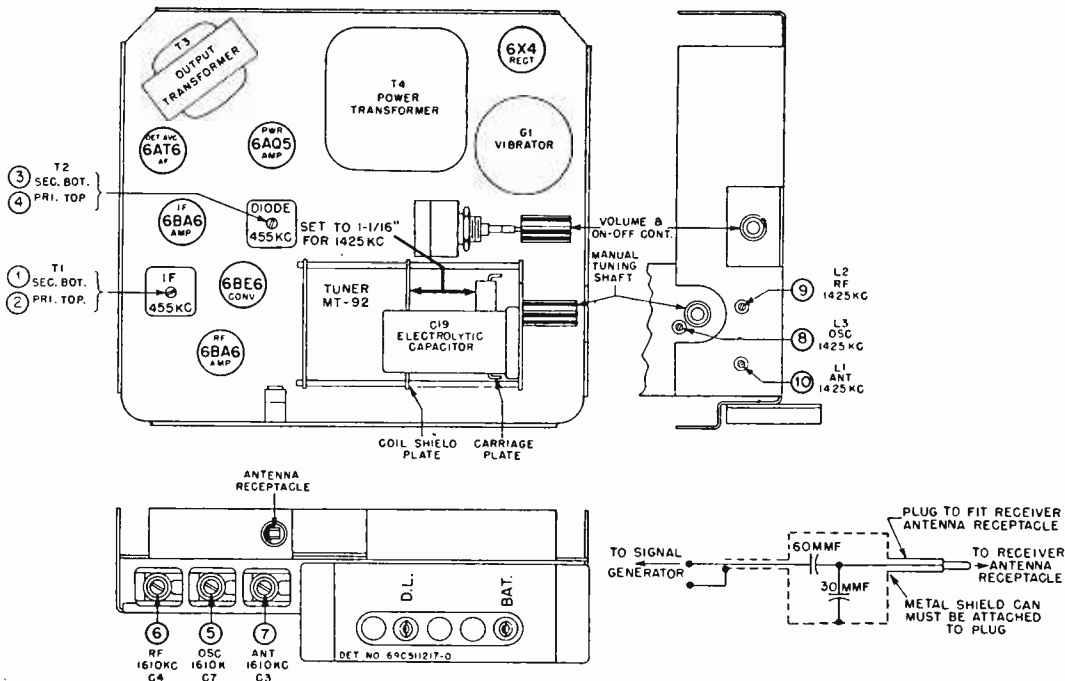 T3
OUTPUT
TRANSFORMER
T4
POWER
TRANSFORMER
6X4
RECT
G1
VIBRATOR
DET AVC
6AT6
AF
PWR
6AQ5
AMP
3
4
T2
SEC. BOT.
PRI. TOP
IF
6BA6
AMP
DIODE
455KC
SET TO 1-1/16"
FOR 1425KC
VOLUME 8
ON-OFF CONT.
MANUAL
TUNING
SHAFT
1
2
T1
SEC. BOT.
PRI. TOP.
IF
455KC
6BE6
CONV
TUNER
MT-92
C19
ELECTROLYTIC
CAPACITOR
RF
6BA6
AMP
9
L2
RF
1425KC
8
L3
OSC
1425KC
10
L1
ANT
1425KC
COIL SHIELD
PLATE
CARRIAGE
PLATE
ANTENNA
RECEPTACLE
6
RF
1610KC
C4
5
OSC
1610K
C7
7
ANT
1610KC
C3
D.L.
BAT.
DET NO 69C511217-0
TO SIGNAL
GENERATOR
60MMF
30MMF
PLUG TO FIT RECEIVER
ANTENNA RECEPTACLE
TO RECEIVER
ANTENNA
RECEPTACLE
METAL SHIELD CAN
MUST BE ATTACHED
TO PLUG